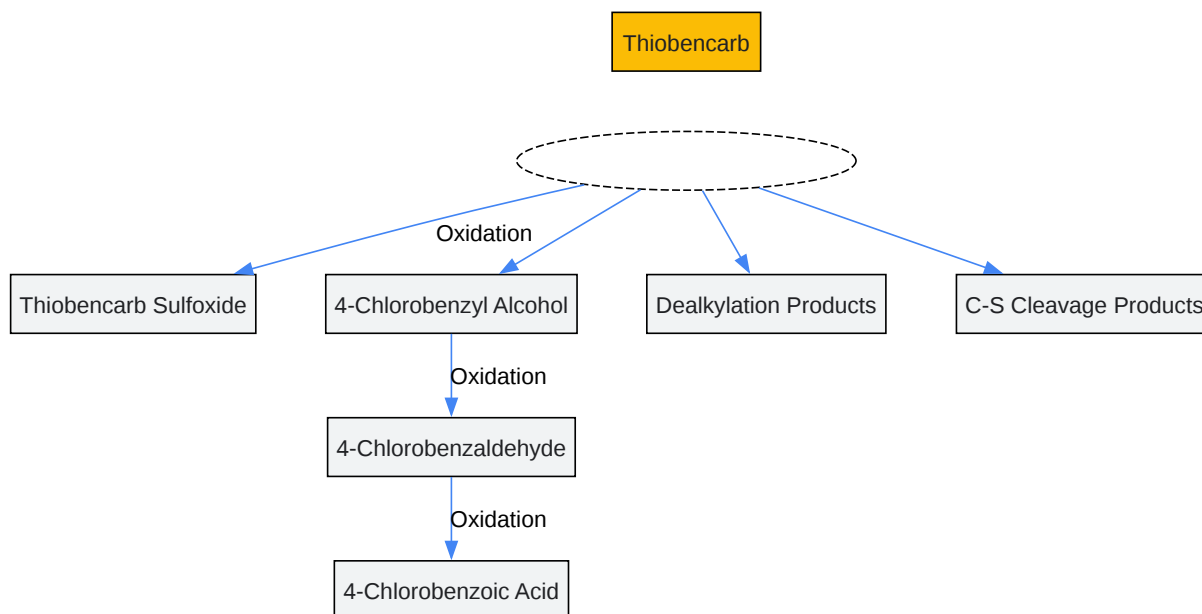 Thiobencarb
Oxidation
Thiobencarb Sulfoxide
4-Chlorobenzyl Alcohol
Dealkylation Products
C-S Cleavage Products
Oxidation
4-Chlorobenzaldehyde
Oxidation
4-Chlorobenzoic Acid